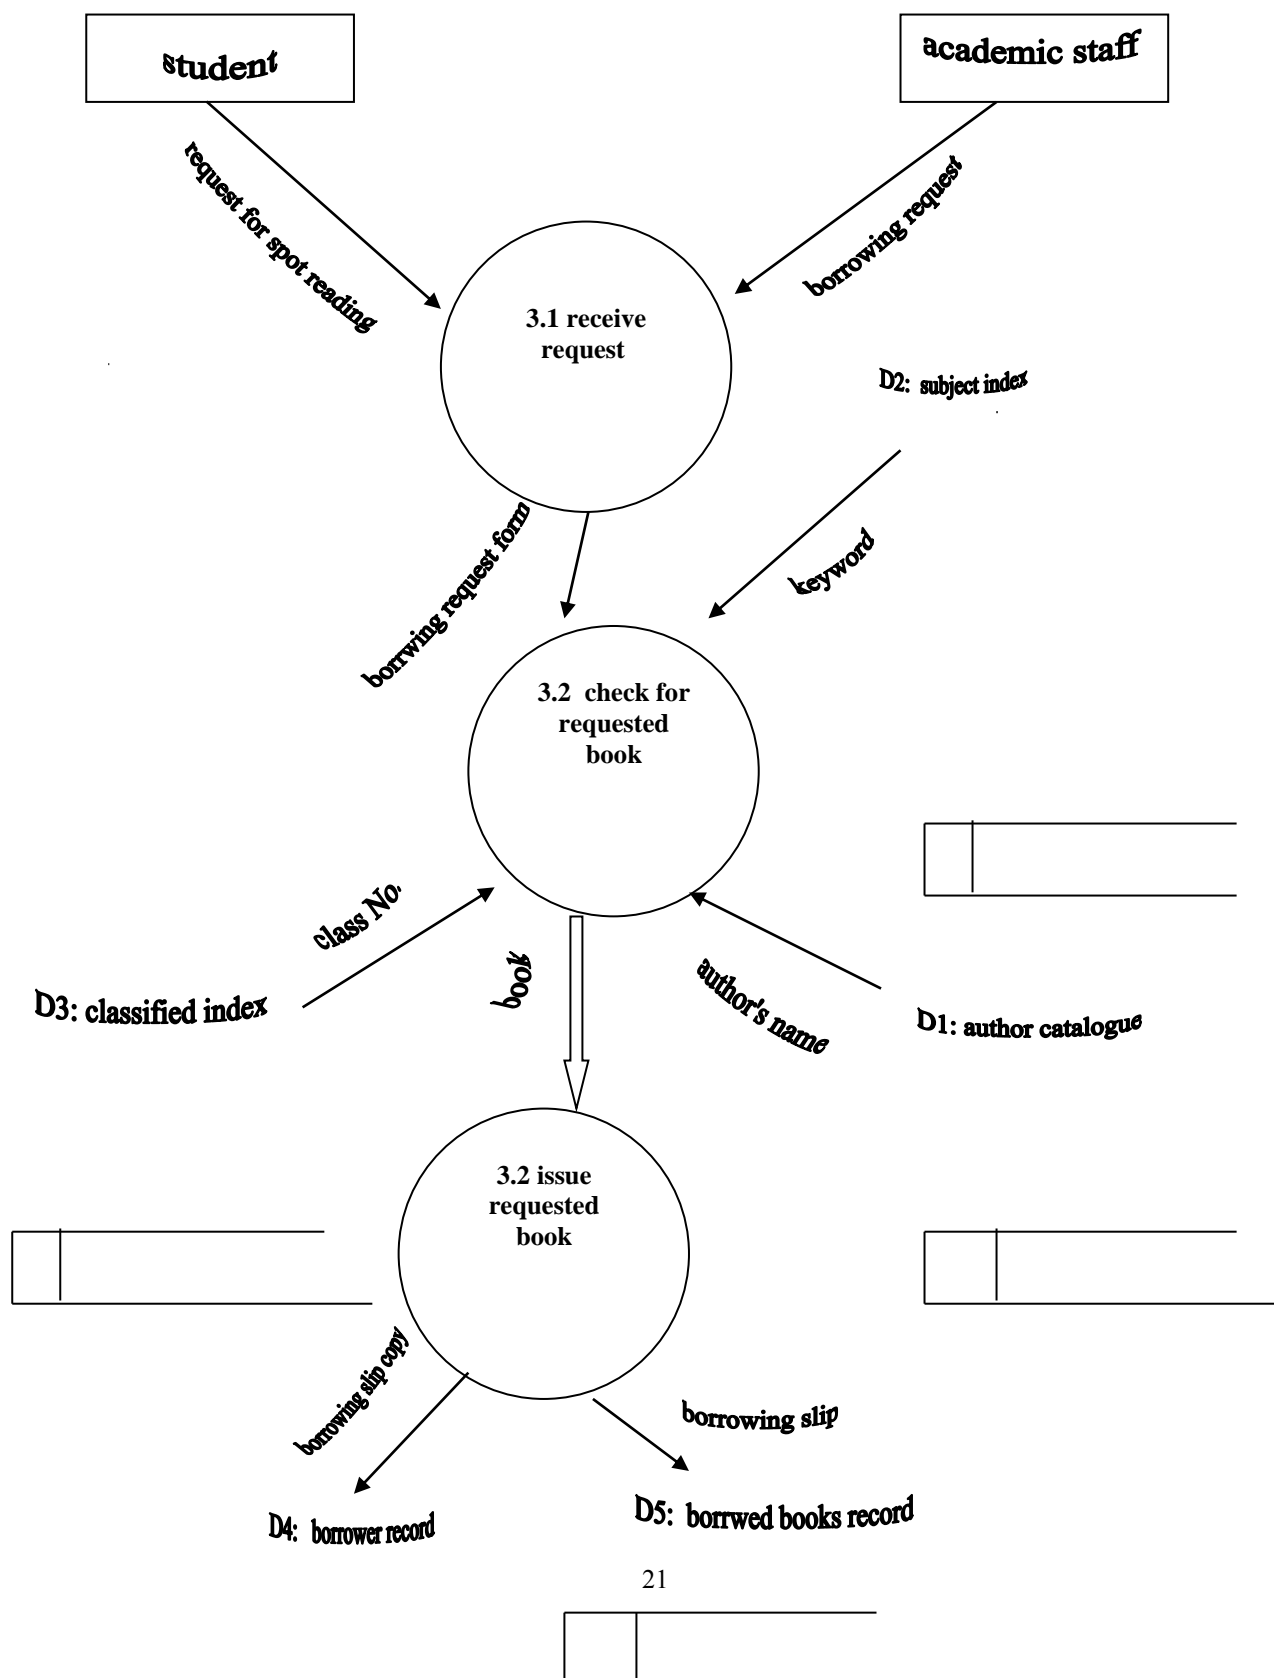 student
academic staff
request for spot reading
borrowing request
3.1 receive
request
D2: subject index
borrwing request form
keyword
3.2 check for
requested
book
class No.
book
author's name
D3: classified index
D1: author catalogue
3.2 issue
requested
book
borrowing slip copy
borrowing slip
D4: borrower record
D5: borrwed books record
21